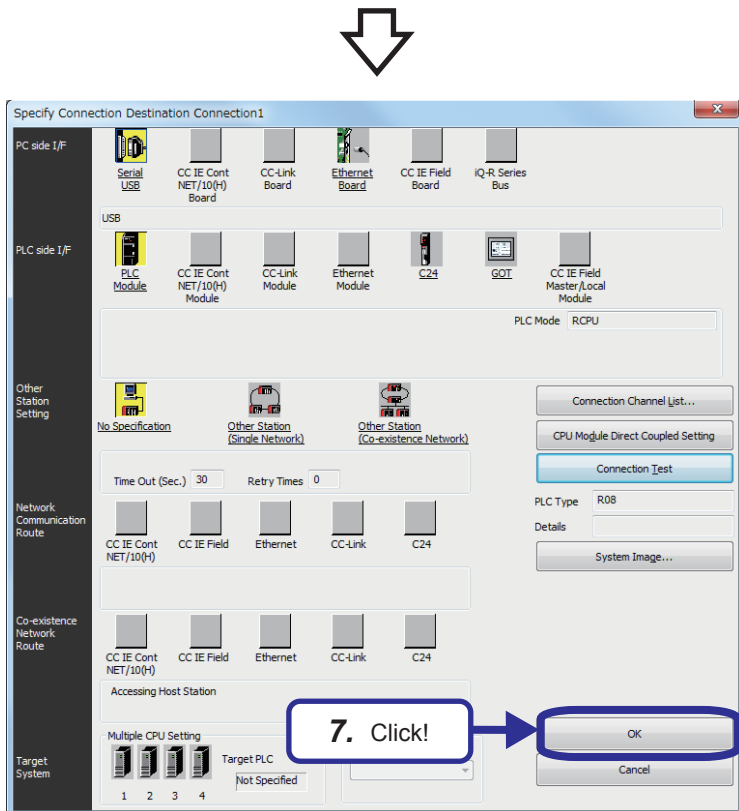 Specify Connection Destination Connection1
PC side I/F
Serial
USB
CC IE Cont
NET/10(H)
Board
CC-Link
Board
Ethernet
Board
CC IE Field
Board
iQ-R Series
Bus
USB
PLC side I/F
PLC
Module
CC IE Cont
NET/10(H)
Module
CC-Link
Module
Ethernet
Module
C24
GOT
CC IE Field
Master/Local
Module
PLC Mode RCPU
Other
Station
Setting
No Specification
Other Station
(Single Network)
Other Station
(Co-existence Network)
Connection Channel List...
CPU Module Direct Coupled Setting
Time Out (Sec.) 30 Retry Times 0
Connection Test
PLC Type R08
Details
System Image...
Network
Communication
Route
CC IE Cont
NET/10(H)
CC IE Field
Ethernet
CC-Link
C24
Co-existence
Network
Route
CC IE Cont
NET/10(H)
CC IE Field
Ethernet
CC-Link
C24
Accessing Host Station
7. Click!
OK
Cancel
Target
System
Multiple CPU Setting
1 2 3 4
Target PLC
Not Specified